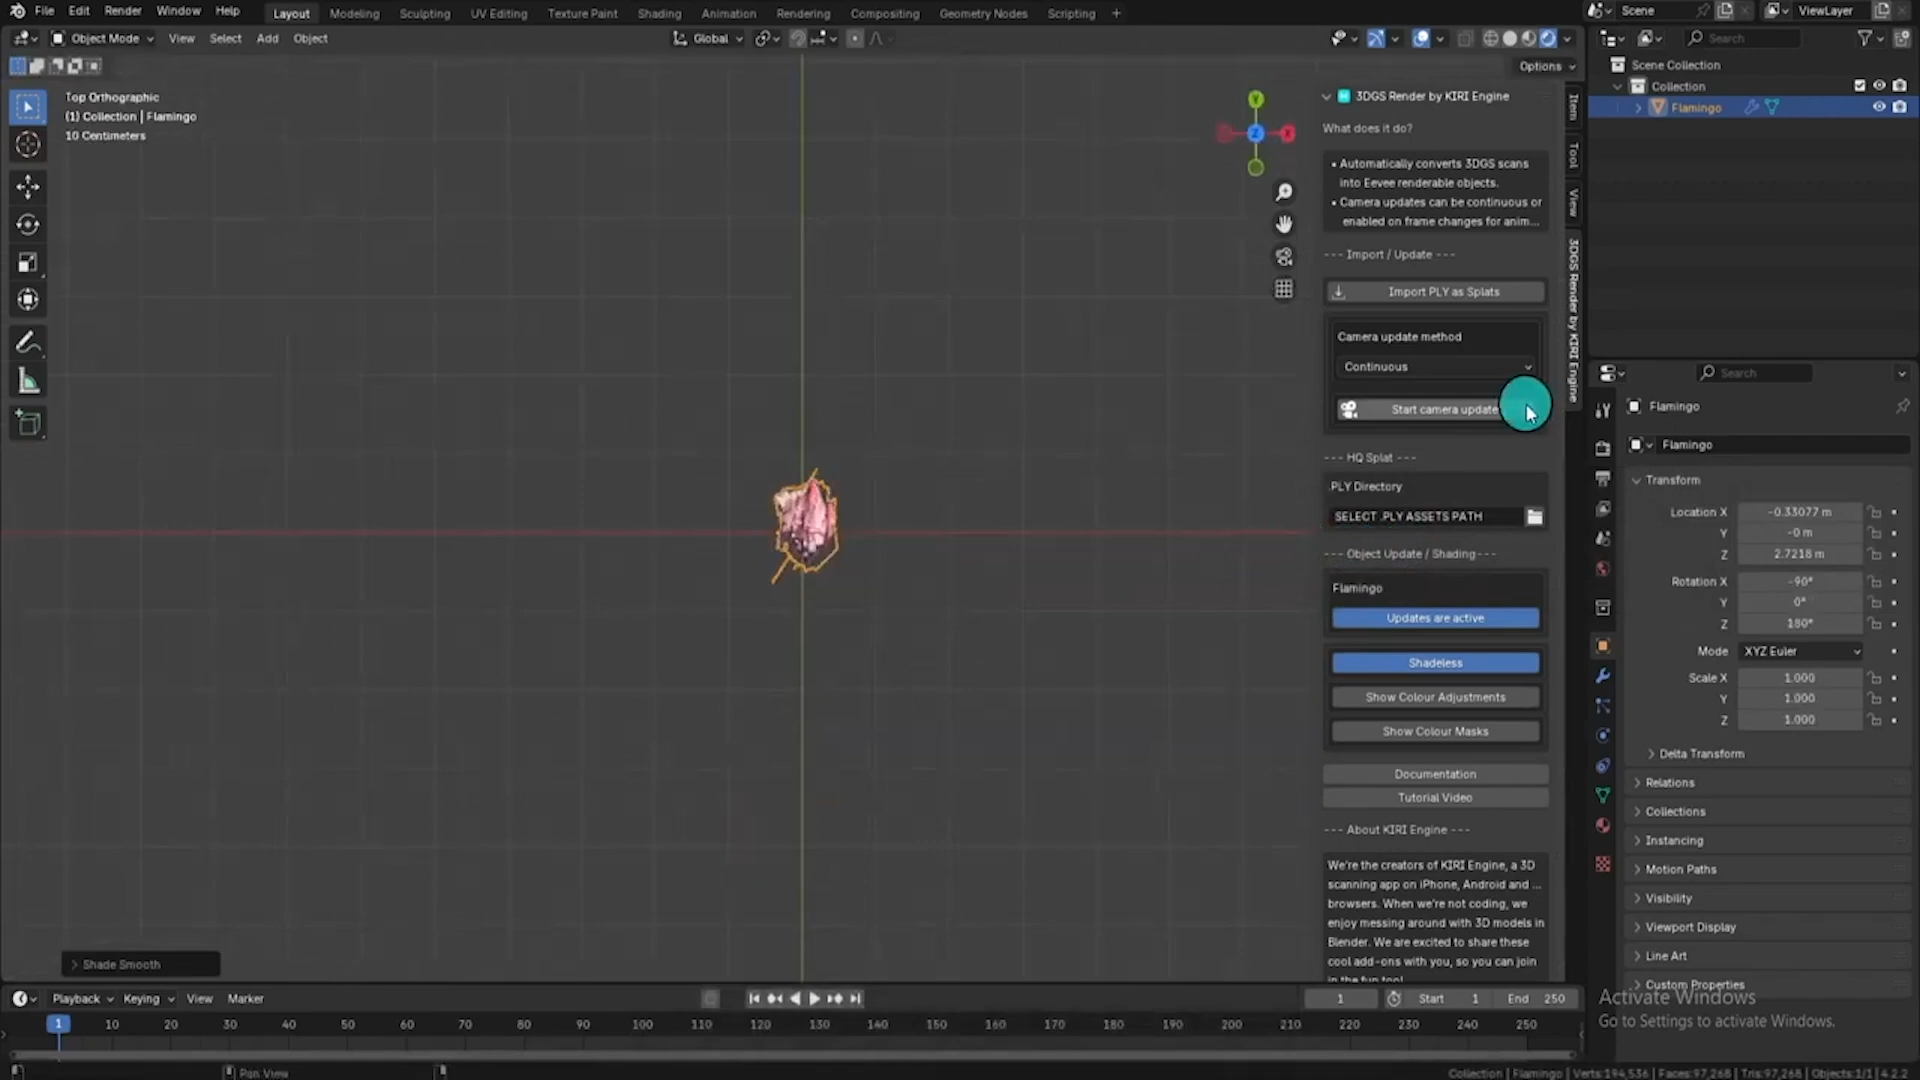 File Edit Render Window Help
Layout Modeling Sculpting UV Editing Texture Paint Shading Animation Rendering Compositing Geometry Nodes Scripting +
Scene
ViewLayer
Object Mode View Select Add Object
Global
Search
Options
Top Orthographic
(1) Collection | Flamingo
10 Centimeters
Y
Z
X
3DGS Render by KIRI Engine
What does it do?
• Automatically converts 3DGS scans
into Eevee renderable objects.
• Camera updates can be continuous or
enabled on frame changes for anim...
--- Import / Update ---
Import PLY as Splats
Camera update method
Continuous
Start camera update
--- HQ Splat ---
.PLY Directory
SELECT .PLY ASSETS PATH
--- Object Update / Shading---
Flamingo
Updates are active
Shadeless
Show Colour Adjustments
Show Colour Masks
Documentation
Tutorial Video
--- About KIRI Engine ---
We're the creators of KIRI Engine, a 3D
scanning app on iPhone, Android and ...
browsers. When we're not coding, we
enjoy messing around with 3D models in
Blender. We are excited to share these
cool add-ons with you, so you can join
in the fun too!
Item
Tool
View
3DGS Render by KIRI Engine
Scene Collection
Collection
Flamingo
Search
Flamingo
Flamingo
Transform
Location X -0.33077 m
Y -0 m
Z 2.7218 m
Rotation X -90°
Y 0°
Z 180°
Mode XYZ Euler
Scale X 1.000
Y 1.000
Z 1.000
Delta Transform
Relations
Collections
Instancing
Motion Paths
Visibility
Viewport Display
Line Art
Custom Properties
Activate Windows
Go to Settings to activate Windows.
Shade Smooth
Playback Keying View Marker
1 Start 1 End 250
1 10 20 30 40 50 60 70 80 90 100 110 120 130 140 150 160 170 180 190 200 210 220 230 240 250
Pan View
Collection | Flamingo | Verts:194,536 | Faces:97,268 | Tris:97,268 | Objects:1/1 | 4.2.2